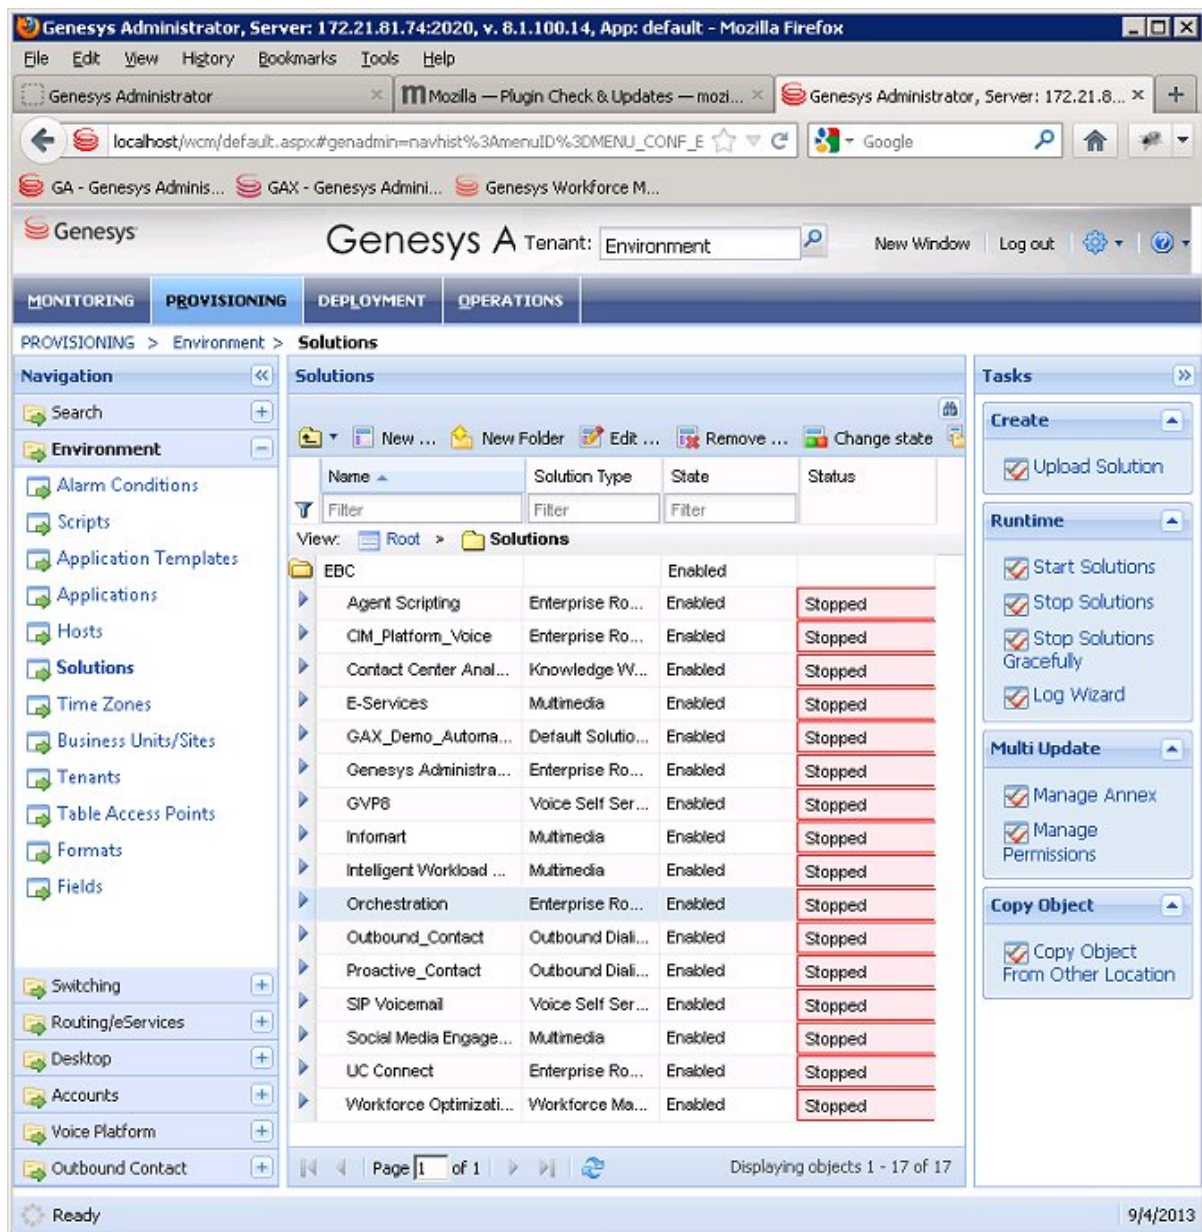 Genesys Administrator, Server: 172.21.81.74:2020, v. 8.1.100.14, App: default - Mozilla Firefox
File Edit View History Bookmarks Tools Help
Genesys Administrator × Mozilla — Plugin Check & Updates — mozi... × Genesys Administrator, Server: 172.21.8... × +
localhost/wcm/default.aspx#genadmin=navhist%3AmenuID%3DMENU_CONF_E Google
GA - Genesys Adminis... GAX - Genesys Admini... Genesys Workforce M...
Genesys Genesys A Tenant: Environment New Window Log out
MONITORING PROVISIONING DEPLOYMENT OPERATIONS
PROVISIONING > Environment > Solutions
Navigation
Search
Environment
Alarm Conditions
Scripts
Application Templates
Applications
Hosts
Solutions
Time Zones
Business Units/Sites
Tenants
Table Access Points
Formats
Fields
Switching
Routing/eServices
Desktop
Accounts
Voice Platform
Outbound Contact
Solutions
New ... New Folder Edit ... Remove ... Change state
Name Solution Type State Status
Filter Filter Filter
View: Root > Solutions
EBC Enabled
Agent Scripting Enterprise Ro... Enabled Stopped
CIM_Platform_Voice Enterprise Ro... Enabled Stopped
Contact Center Anal... Knowledge W... Enabled Stopped
E-Services Multimedia Enabled Stopped
GAX_Demo_Automa... Default Solutio... Enabled Stopped
Genesys Administra... Enterprise Ro... Enabled Stopped
GVP8 Voice Self Ser... Enabled Stopped
Infomart Multimedia Enabled Stopped
Intelligent Workload ... Multimedia Enabled Stopped
Orchestration Enterprise Ro... Enabled Stopped
Outbound_Contact Outbound Diali... Enabled Stopped
Proactive_Contact Outbound Diali... Enabled Stopped
SIP Voicemail Voice Self Ser... Enabled Stopped
Social Media Engage... Multimedia Enabled Stopped
UC Connect Enterprise Ro... Enabled Stopped
Workforce Optimizati... Workforce Ma... Enabled Stopped
Page 1 of 1 Displaying objects 1 - 17 of 17
Tasks
Create
Upload Solution
Runtime
Start Solutions
Stop Solutions
Stop Solutions
Gracefully
Log Wizard
Multi Update
Manage Annex
Manage
Permissions
Copy Object
Copy Object
From Other Location
Ready 9/4/2013